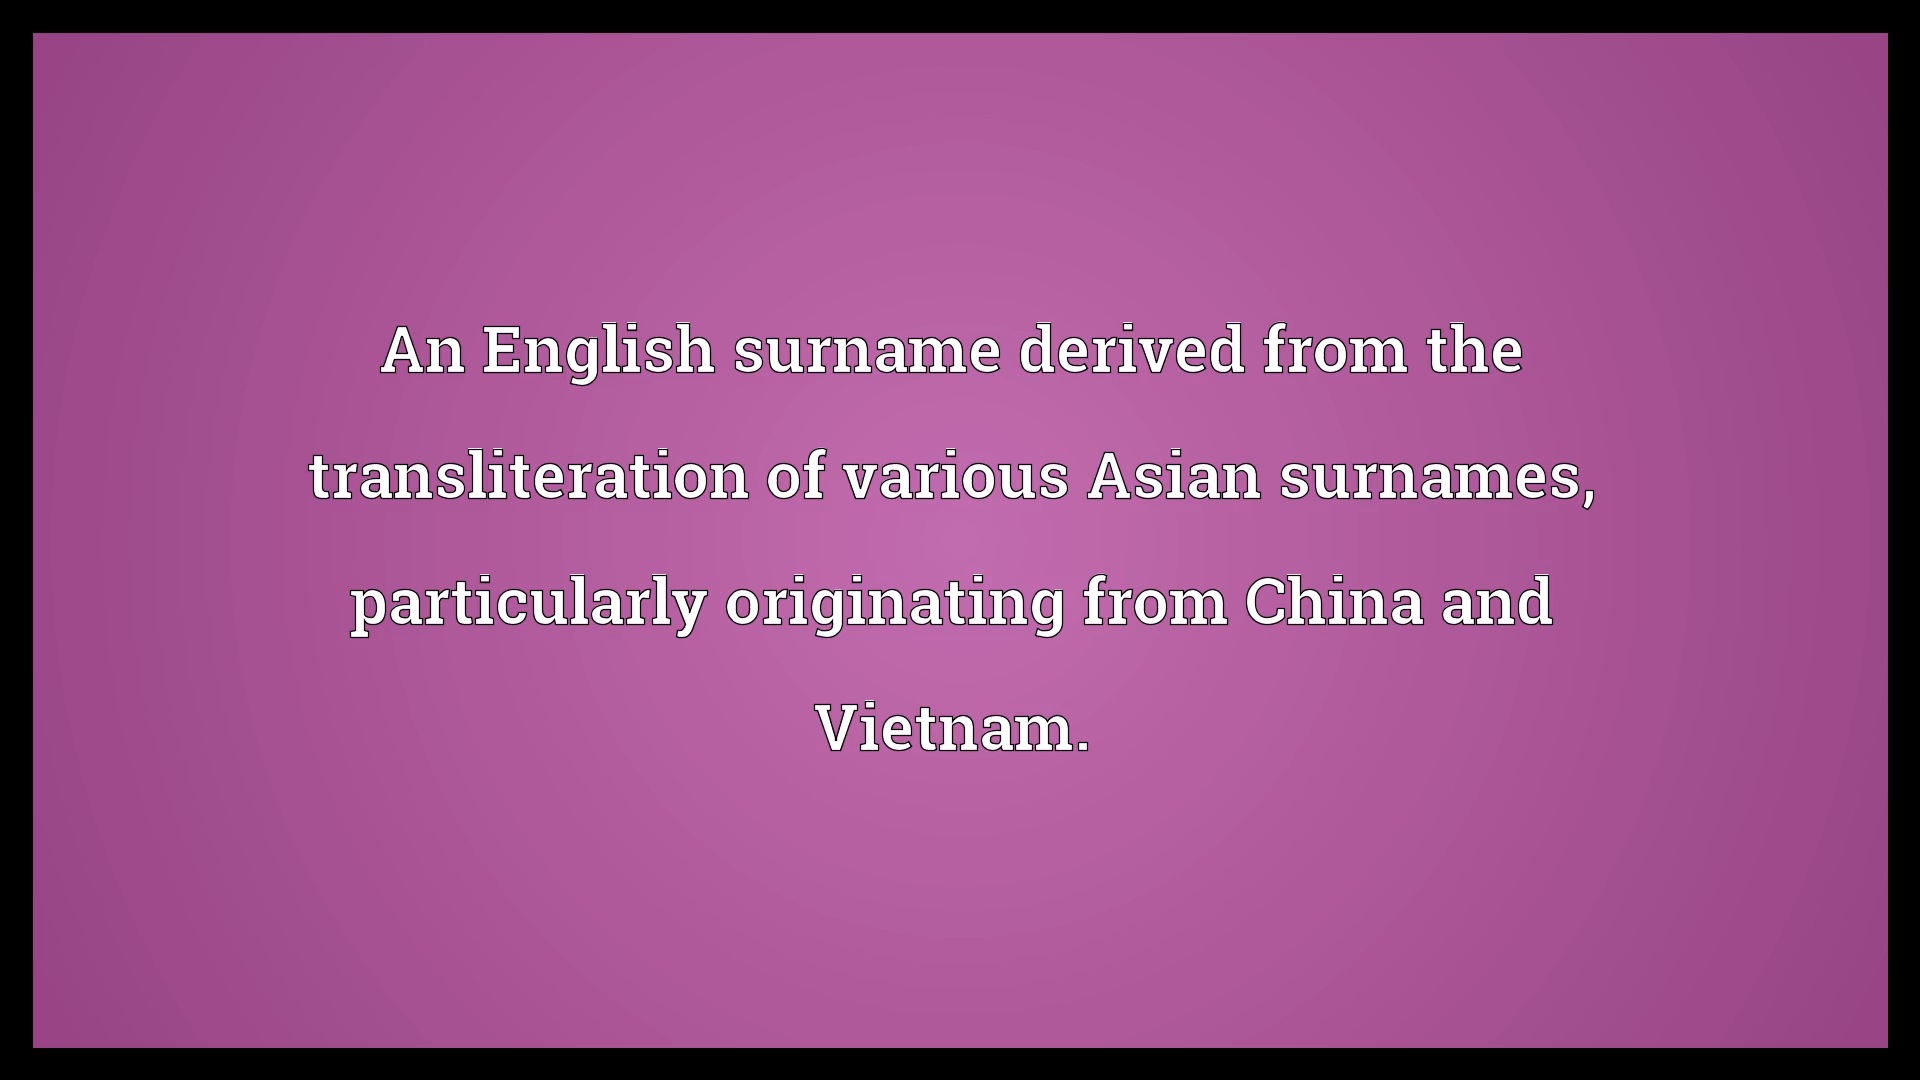 An English surname derived from the
transliteration of various Asian surnames,
particularly originating from China and
Vietnam.